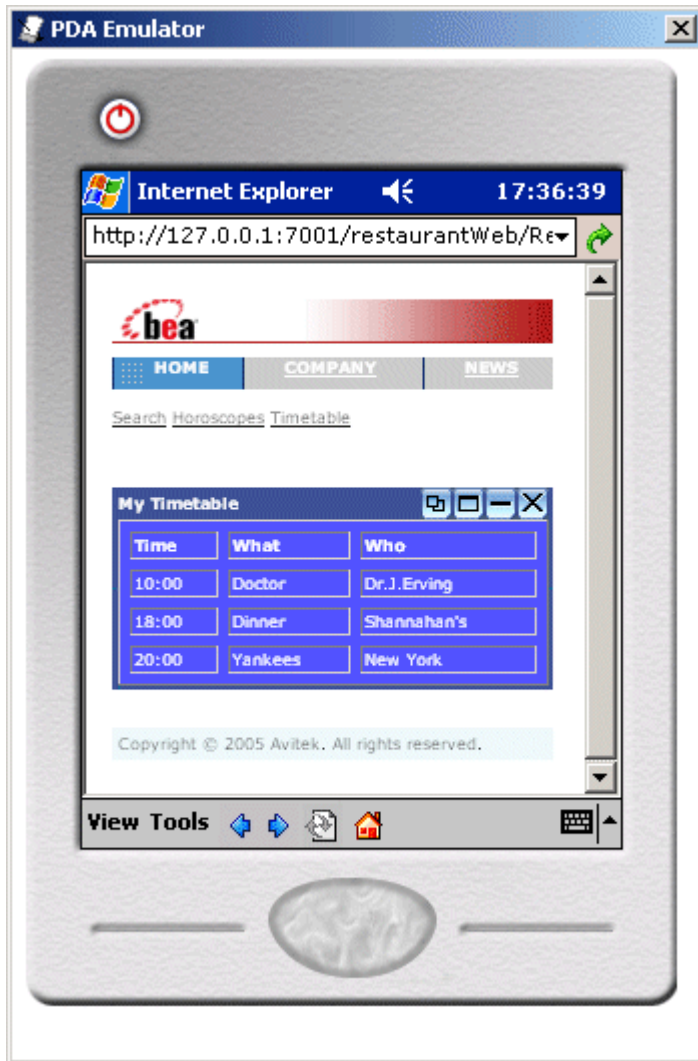 PDA Emulator
Internet Explorer 17:36:39
http://127.0.0.1:7001/restaurantWeb/Re
bea
HOME COMPANY NEWS
Search Horoscopes Timetable
My Timetable
Time What Who
10:00 Doctor Dr.J.Erving
18:00 Dinner Shannahan's
20:00 Yankees New York
Copyright © 2005 Avitek. All rights reserved.
View Tools